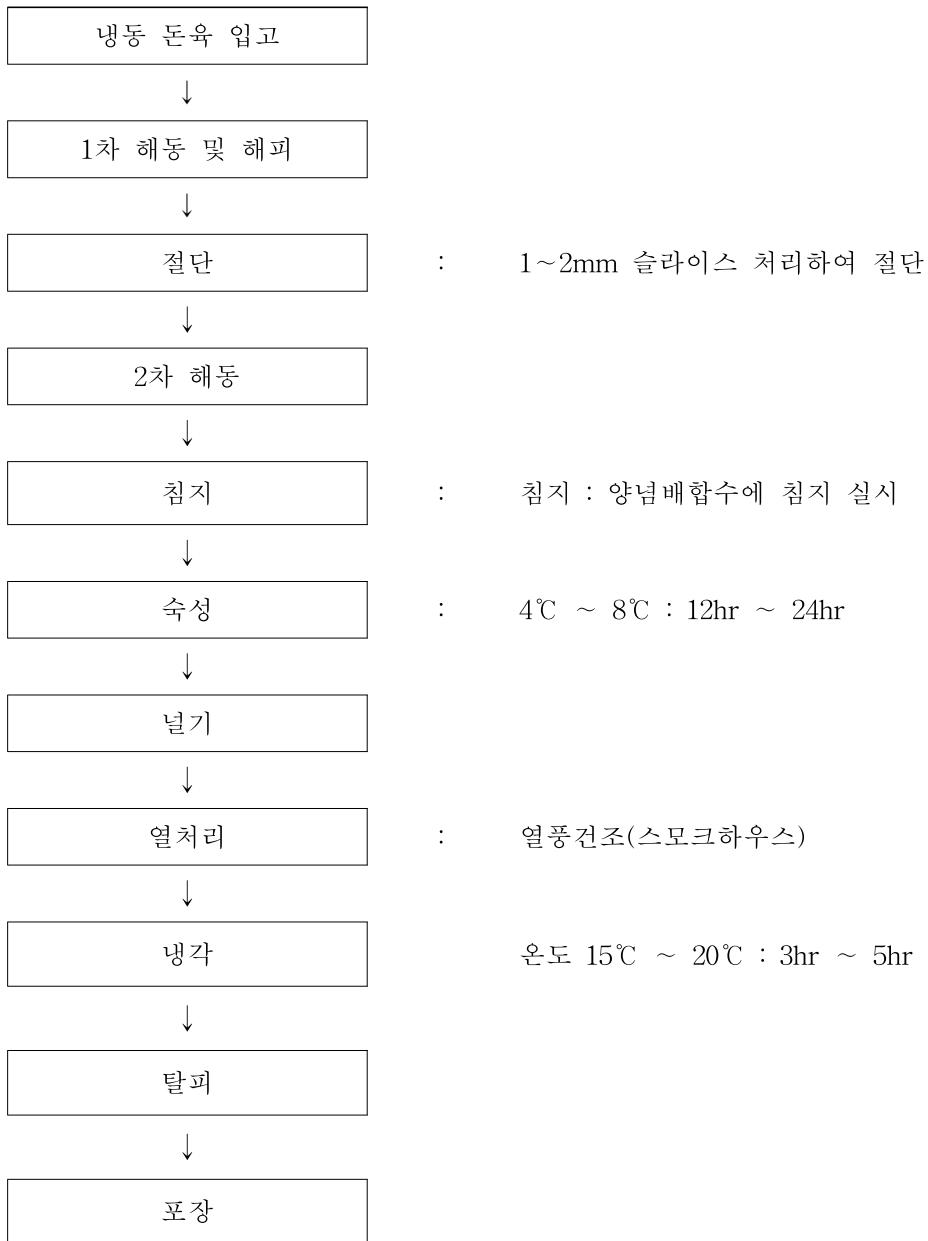 냉동 돈육 입고
↓
1차 해동 및 해피
↓
절단 : 1~2mm 슬라이스 처리하여 절단
↓
2차 해동
↓
침지 : 침지 : 양념배합수에 침지 실시
↓
숙성 : 4℃ ~ 8℃ : 12hr ~ 24hr
↓
널기
↓
열처리 : 열풍건조(스모크하우스)
↓
냉각 온도 15℃ ~ 20℃ : 3hr ~ 5hr
↓
탈피
↓
포장